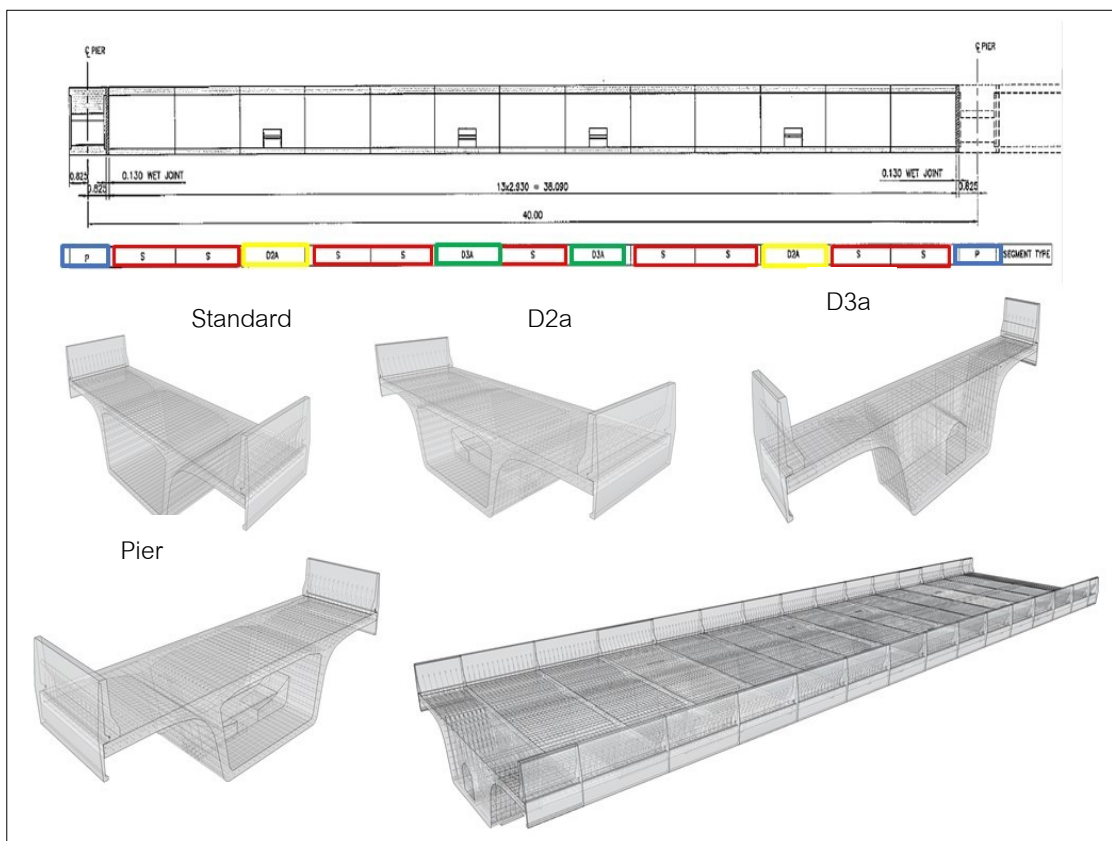 ℄ PIER ℄ PIER
0.825 0.130 WET JOINT 0.130 WET JOINT
0.825 13x2.930 = 38.090 0.825
40.00
P S S D2A S S D3A S D3A S S D2A S S P SEGMENT TYPE
Standard D2a D3a
Pier